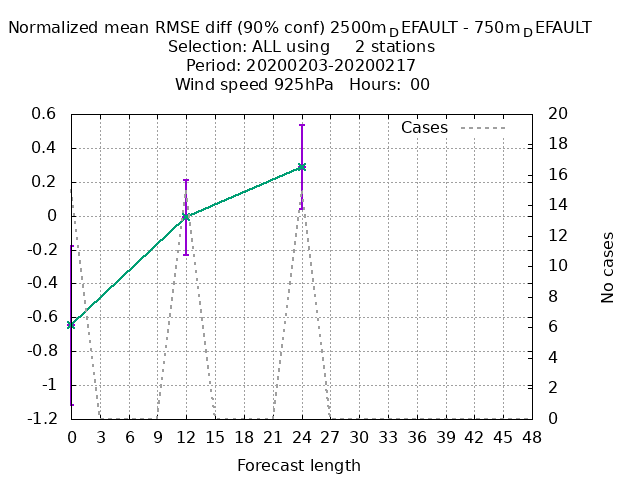 Normalized mean RMSE diff (90% conf) 2500mDEFAULT - 750mDEFAULT
Selection: ALL using     2 stations
Period: 20200203-20200217
Wind speed 925hPa   Hours: 00
Cases
0.6
0.4
0.2
0
-0.2
-0.4
-0.6
-0.8
-1
-1.2
20
18
16
14
12
10
8
6
4
2
0
No cases
0 3 6 9 12 15 18 21 24 27 30 33 36 39 42 45 48
Forecast length